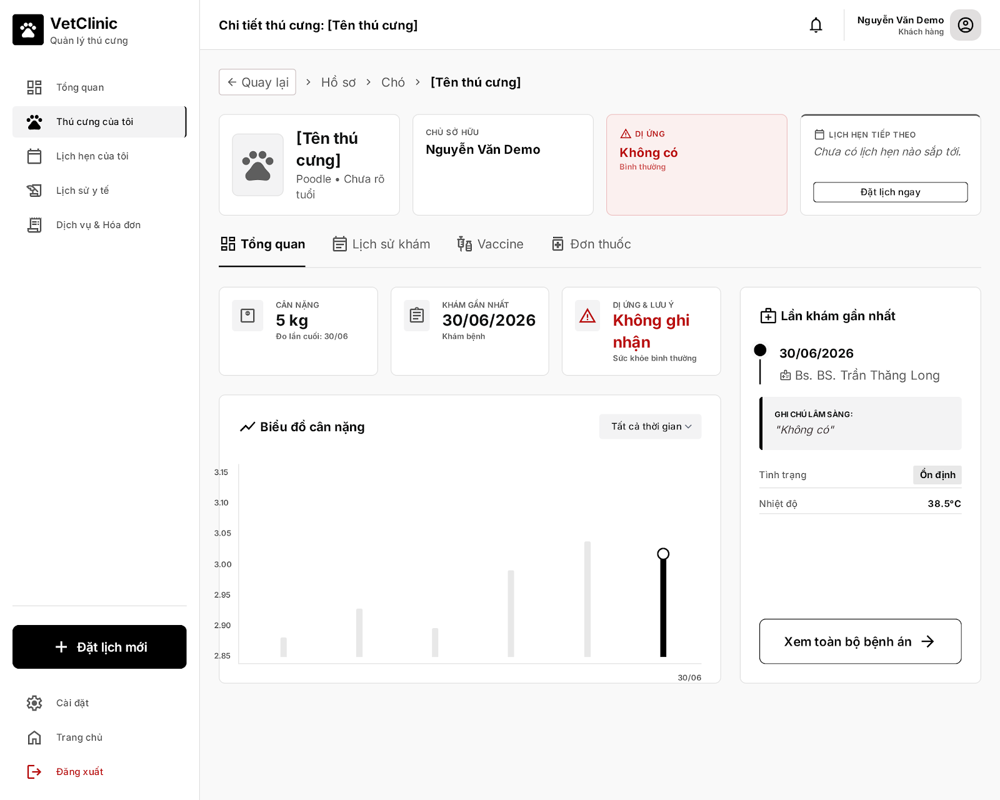 VetClinic
Quản lý thú cưng
Tổng quan
Thú cưng của tôi
Lịch hẹn của tôi
Lịch sử y tế
Dịch vụ & Hóa đơn
Đặt lịch mới
Cài đặt
Trang chủ
Đăng xuất
Chi tiết thú cưng: [Tên thú cưng]
Nguyễn Văn Demo
Khách hàng
Quay lại
Hồ sơ
Chó
[Tên thú cưng]
[Tên thú
cưng]
Poodle • Chưa rõ
tuổi
CHỦ SỞ HỮU
Nguyễn Văn Demo
DỊ ỨNG
Không có
Bình thường
LỊCH HẸN TIẾP THEO
Chưa có lịch hẹn nào sắp tới.
Đặt lịch ngay
Tổng quan
Lịch sử khám
Vaccine
Đơn thuốc
CÂN NẶNG
5 kg
Đo lần cuối: 30/06
KHÁM GẦN NHẤT
30/06/2026
Khám bệnh
DỊ ỨNG & LƯU Ý
Không ghi
nhận
Sức khỏe bình thường
Biểu đồ cân nặng
Tất cả thời gian
3.15
3.10
3.05
3.00
2.95
2.90
2.85
30/06
Lần khám gần nhất
30/06/2026
Bs. BS. Trần Thăng Long
GHI CHÚ LÂM SÀNG:
"Không có"
Tình trạng
Ổn định
Nhiệt độ
38.5°C
Xem toàn bộ bệnh án